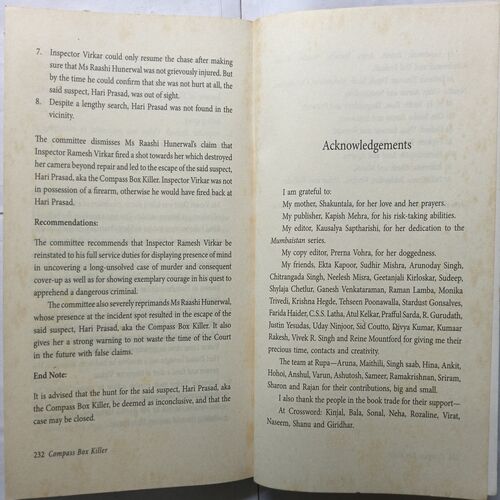 7. Inspector Virkar could only resume the chase after making
sure that Ms Raashi Hunerwal was not grievously injured. But
by the time he could confirm that she was not hurt at all, the
said suspect, Hari Prasad, was out of sight.
8. Despite a lengthy search, Hari Prasad was not found in the
vicinity.
The committee dismisses Ms Raashi Hunerwal's claim that
Inspector Ramesh Virkar fired a shot towards her which destroyed
her camera beyond repair and led to the escape of the said suspect,
Hari Prasad, aka the Compass Box Killer. Inspector Virkar was not
in possession of a firearm, otherwise he would have fired back at
Hari Prasad.
Recommendations:
The committee recommends that Inspector Ramesh Virkar be
reinstated to his full service duties for displaying presence of mind
in uncovering a long-unsolved case of murder and consequent
cover-up as well as for showing exemplary courage in his quest to
apprehend a dangerous criminal.
The committee also severely reprimands Ms Raashi Hunerwal,
whose presence at the incident spot resulted in the escape of the
said suspect, Hari Prasad, aka the Compass Box Killer. It also
gives her a strong warning to not waste the time of the Court
in the future with false claims.
End Note:
It is advised that the hunt for the said suspect, Hari Prasad, aka
the Compass Box Killer, be deemed as inconclusive, and that the
case may be closed.
232 Compass Box Killer
Acknowledgements
I am grateful to:
My mother, Shakuntala, for her love and her prayers.
My publisher, Kapish Mehra, for his risk-taking abilities.
My editor, Kausalya Saptharishi, for her dedication to the
Mumbaistan series.
My copy editor, Prerna Vohra, for her doggedness.
My friends, Ekta Kapoor, Sudhir Mishra, Arunoday Singh,
Chitrangada Singh, Neelesh Misra, Geetanjali Kirloskar, Sudeep,
Shylaja Chetlur, Ganesh Venkataraman, Raman Lamba, Monika
Trivedi, Krishna Hegde, Tehseen Poonawalla, Stardust Gonsalves,
Farida Haider, C.S.S. Latha, Atul Kelkar, Prafful Sarda, R. Gurudath,
Justin Yesudas, Uday Ninjoor, Sid Coutto, Kavya Kumar, Kumaar
Rakesh, Vivek R. Singh and Reine Mountford for giving me their
precious time, contacts and creativity.
The team at Rupa—Aruna, Maithili, Singh saab, Hina, Ankit,
Hohoi, Anshul, Varun, Ashutosh, Sameer, Ramakrishnan, Sriram,
Sharon and Rajan for their contributions, big and small.
I also thank the people in the book trade for their support—
At Crossword: Kinjal, Bala, Sonal, Neha, Rozaline, Virat,
Naseem, Shanu and Giridhar.